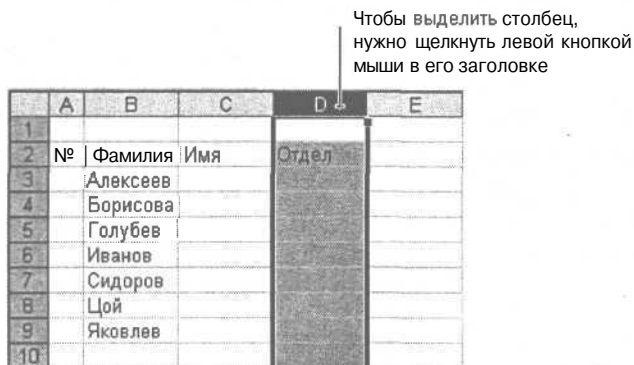 Чтобы выделить столбец,
нужно щелкнуть левой кнопкой
мыши в его заголовке
A B C D E
1
2 № Фамилия Имя Отдел
3 Алексеев
4 Борисова
5 Голубев
6 Иванов
7 Сидоров
8 Цой
9 Яковлев
10